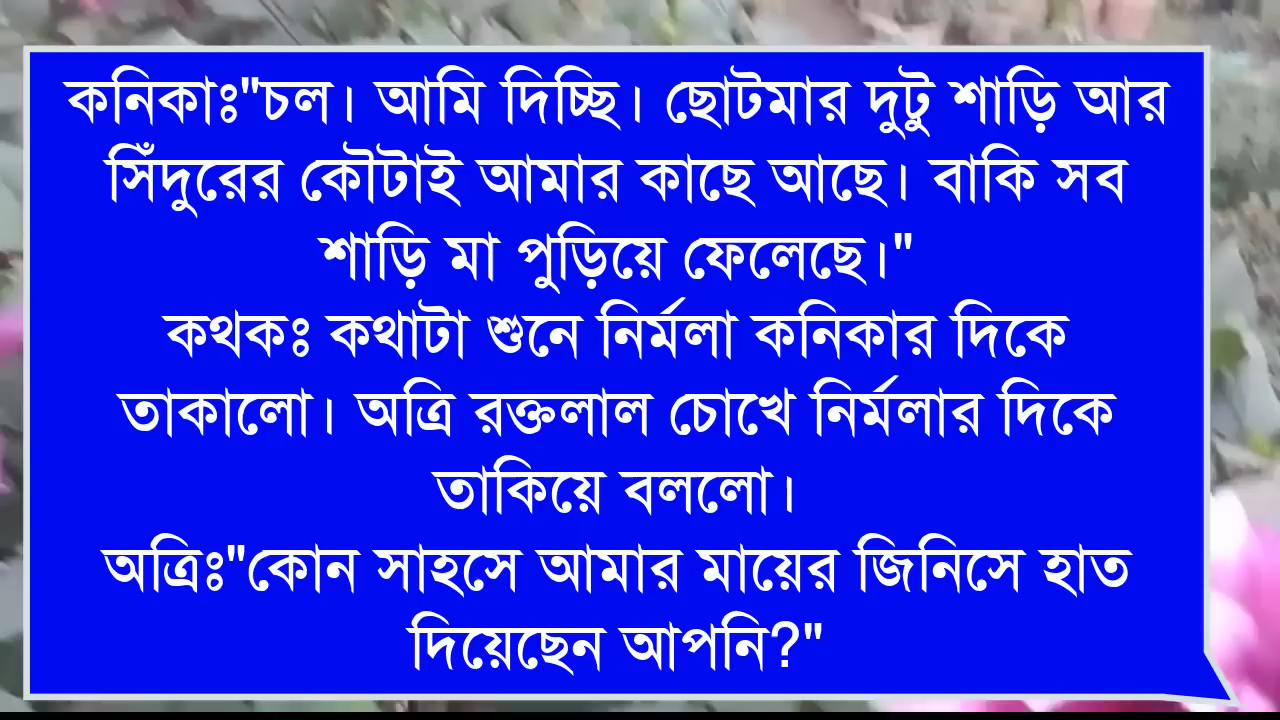 কনিকাঃ"চল। আমি দিচ্ছি। ছোটমার দুটু শাড়ি আর
সিঁদুরের কৌটাই আমার কাছে আছে। বাকি সব
শাড়ি মা পুড়িয়ে ফেলেছে।"
কথকঃ কথাটা শুনে নির্মলা কনিকার দিকে
তাকালো। অত্রি রক্তলাল চোখে নির্মলার দিকে
তাকিয়ে বললো।
অত্রিঃ"কোন সাহসে আমার মায়ের জিনিসে হাত
দিয়েছেন আপনি?"